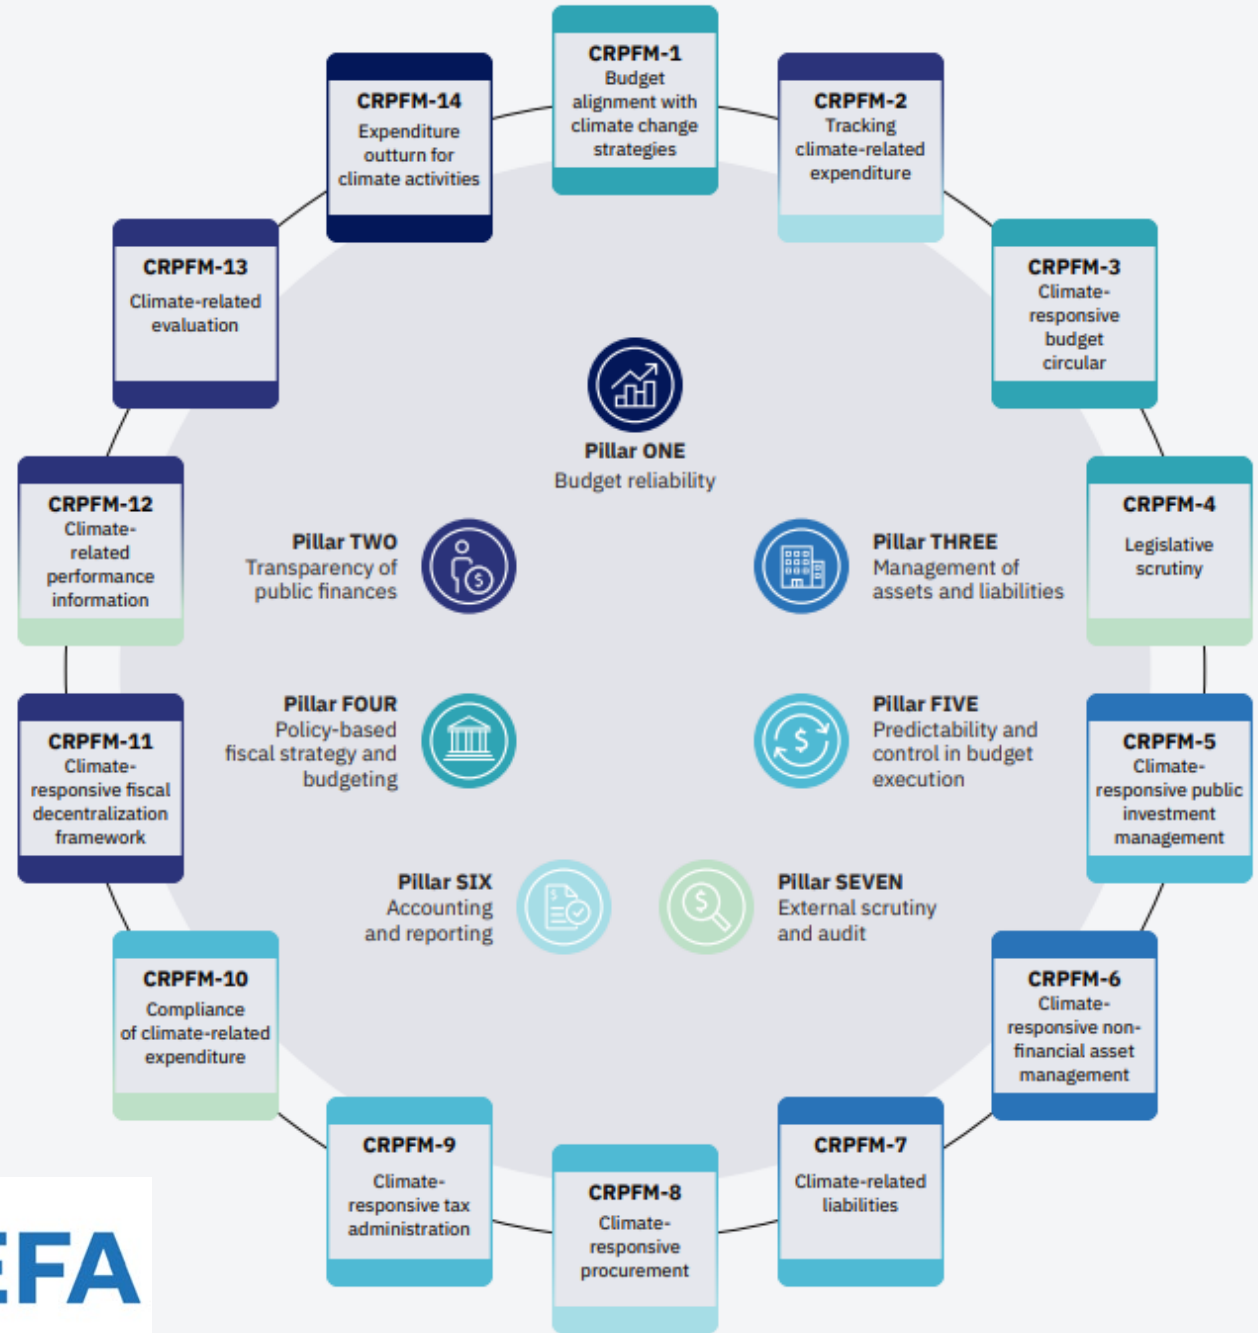 CRPFM-1
Budget
alignment with
climate change
strategies
CRPFM-2
Tracking
climate-related
expenditure
CRPFM-3
Climate-
responsive
budget
circular
CRPFM-4
Legislative
scrutiny
CRPFM-5
Climate-
responsive public
investment
management
CRPFM-6
Climate-
responsive non-
financial asset
management
CRPFM-7
Climate-related
liabilities
CRPFM-8
Climate-
responsive
procurement
CRPFM-9
Climate-
responsive tax
administration
CRPFM-10
Compliance
of climate-related
expenditure
CRPFM-11
Climate-
responsive fiscal
decentralization
framework
CRPFM-12
Climate-
related
performance
information
CRPFM-13
Climate-related
evaluation
CRPFM-14
Expenditure
outturn for
climate activities
Pillar ONE
Budget reliability
Pillar TWO
Transparency of
public finances
Pillar THREE
Management of
assets and liabilities
Pillar FOUR
Policy-based
fiscal strategy and
budgeting
Pillar FIVE
Predictability and
control in budget
execution
Pillar SIX
Accounting
and reporting
Pillar SEVEN
External scrutiny
and audit
EFA